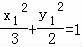 x₁²/3 + y₁²/2 = 1